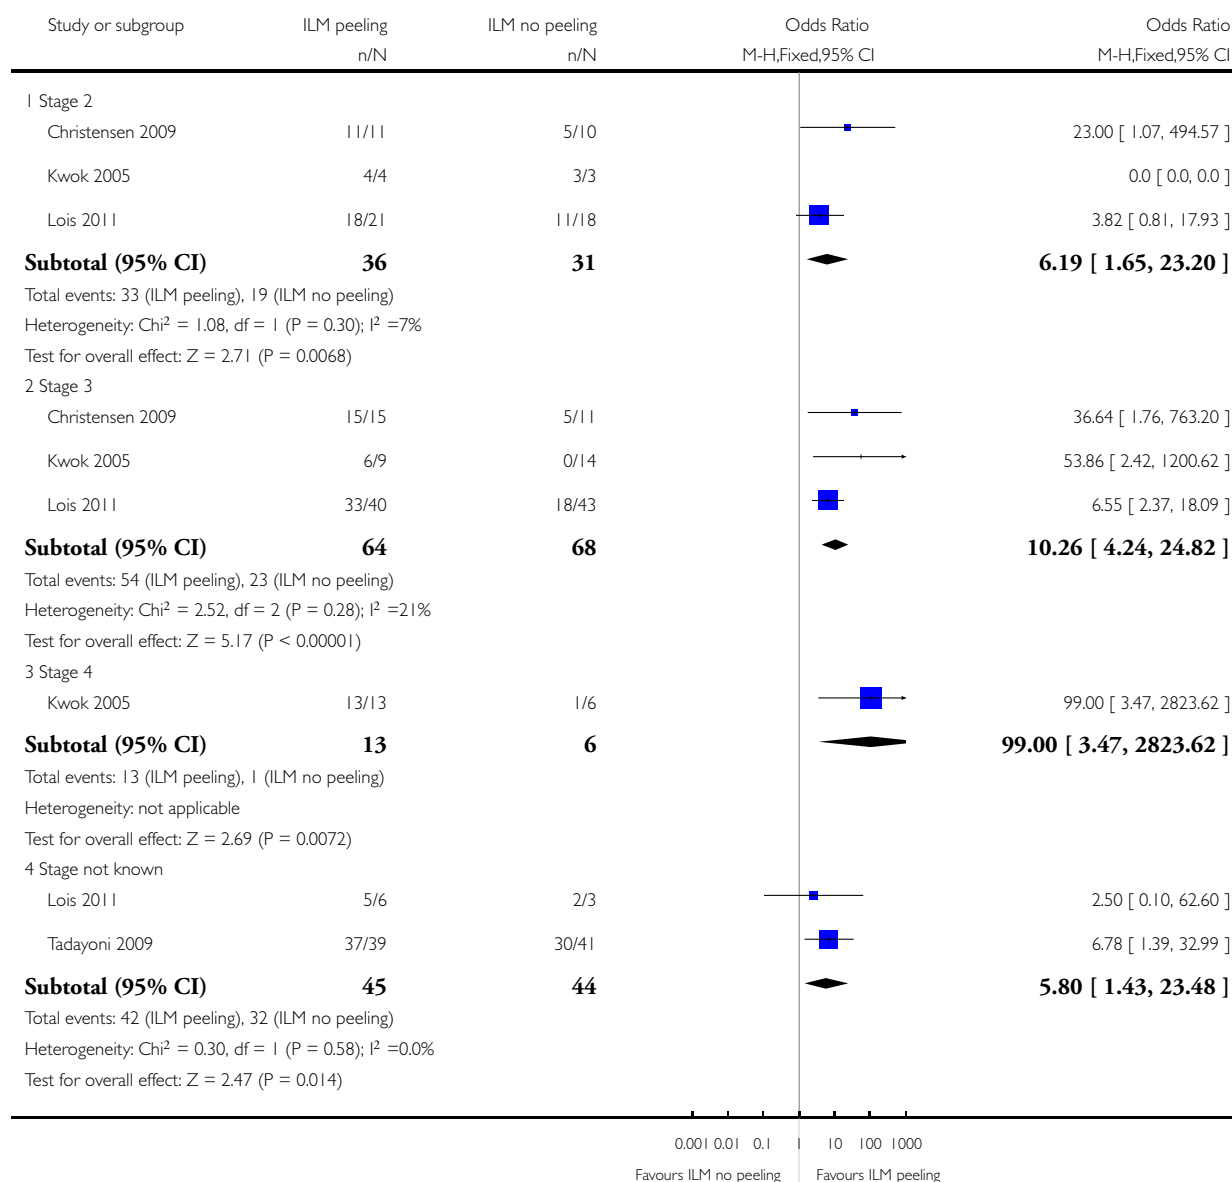 Study or subgroup ILM peeling ILM no peeling Odds Ratio Odds Ratio
n/N n/N M-H,Fixed,95% CI M-H,Fixed,95% CI
1 Stage 2
Christensen 2009 11/11 5/10 23.00 [ 1.07, 494.57 ]
Kwok 2005 4/4 3/3 0.0 [ 0.0, 0.0 ]
Lois 2011 18/21 11/18 3.82 [ 0.81, 17.93 ]
Subtotal (95% CI) 36 31 6.19 [ 1.65, 23.20 ]
Total events: 33 (ILM peeling), 19 (ILM no peeling)
Heterogeneity: Chi² = 1.08, df = 1 (P = 0.30); I² =7%
Test for overall effect: Z = 2.71 (P = 0.0068)
2 Stage 3
Christensen 2009 15/15 5/11 36.64 [ 1.76, 763.20 ]
Kwok 2005 6/9 0/14 53.86 [ 2.42, 1200.62 ]
Lois 2011 33/40 18/43 6.55 [ 2.37, 18.09 ]
Subtotal (95% CI) 64 68 10.26 [ 4.24, 24.82 ]
Total events: 54 (ILM peeling), 23 (ILM no peeling)
Heterogeneity: Chi² = 2.52, df = 2 (P = 0.28); I² =21%
Test for overall effect: Z = 5.17 (P < 0.00001)
3 Stage 4
Kwok 2005 13/13 1/6 99.00 [ 3.47, 2823.62 ]
Subtotal (95% CI) 13 6 99.00 [ 3.47, 2823.62 ]
Total events: 13 (ILM peeling), 1 (ILM no peeling)
Heterogeneity: not applicable
Test for overall effect: Z = 2.69 (P = 0.0072)
4 Stage not known
Lois 2011 5/6 2/3 2.50 [ 0.10, 62.60 ]
Tadayoni 2009 37/39 30/41 6.78 [ 1.39, 32.99 ]
Subtotal (95% CI) 45 44 5.80 [ 1.43, 23.48 ]
Total events: 42 (ILM peeling), 32 (ILM no peeling)
Heterogeneity: Chi² = 0.30, df = 1 (P = 0.58); I² =0.0%
Test for overall effect: Z = 2.47 (P = 0.014)
0.001 0.01 0.1 1 10 100 1000
Favours ILM no peeling Favours ILM peeling